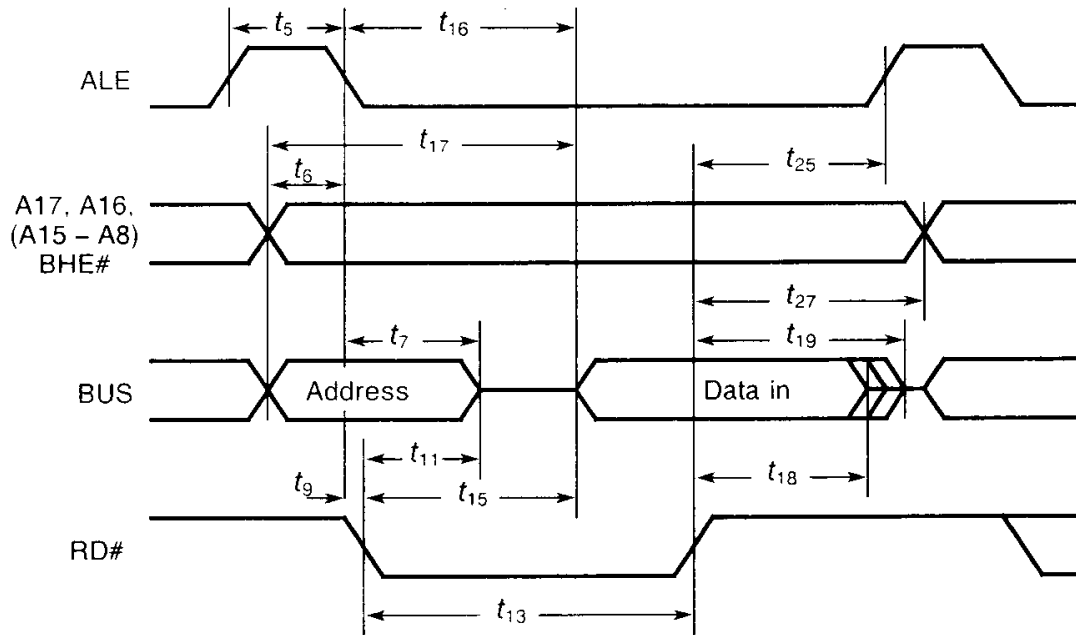 t5
t16
ALE
t17
t6
t25
A17, A16,
(A15 – A8)
BHE#
t27
t7
t19
BUS
Address
Data in
t11
t18
t9
t15
RD#
t13